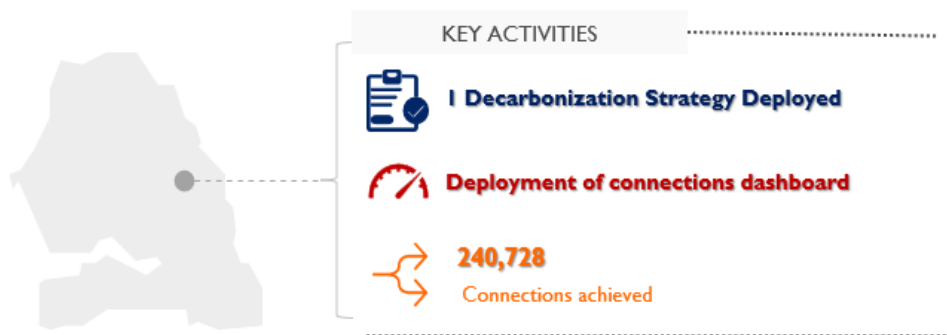 KEY ACTIVITIES
1 Decarbonization Strategy Deployed
Deployment of connections dashboard
240,728
Connections achieved